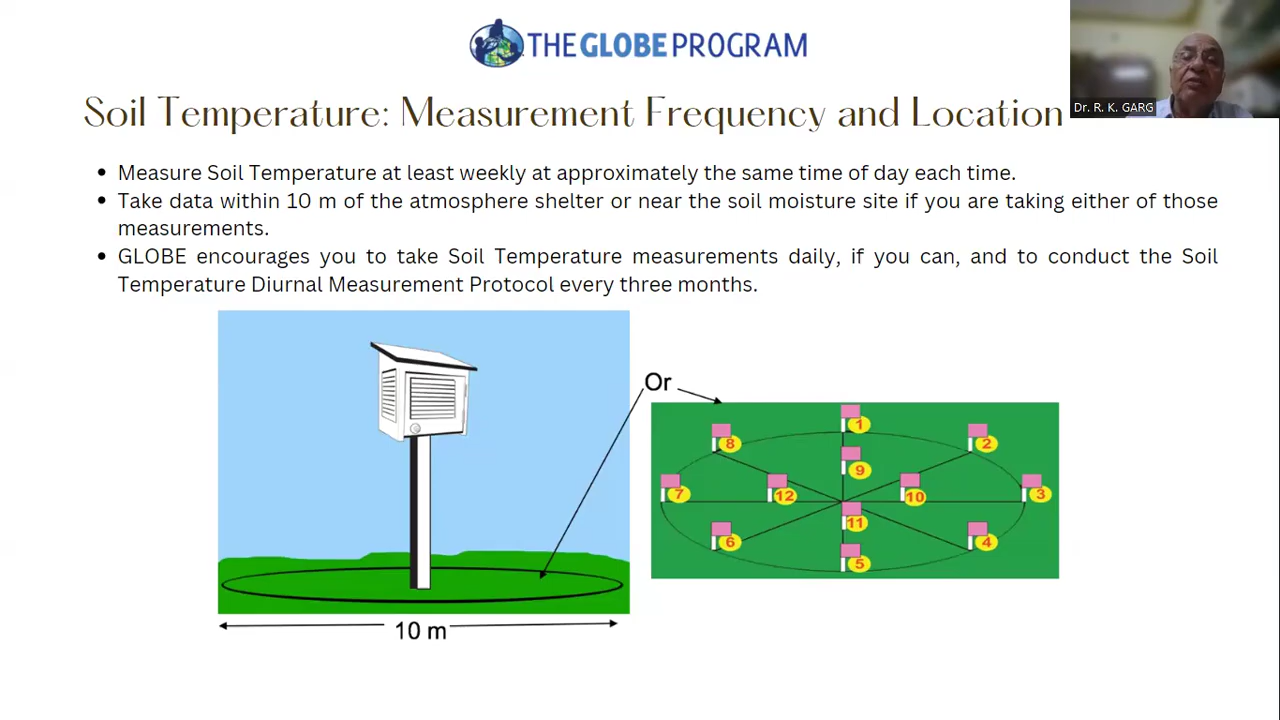 THE GLOBE PROGRAM
Dr. R. K. GARG
Soil Temperature: Measurement Frequency and Location
• Measure Soil Temperature at least weekly at approximately the same time of day each time.
• Take data within 10 m of the atmosphere shelter or near the soil moisture site if you are taking either of those
measurements.
• GLOBE encourages you to take Soil Temperature measurements daily, if you can, and to conduct the Soil
Temperature Diurnal Measurement Protocol every three months.
Or
1
8
2
9
7
12
10
3
11
6
4
5
10 m